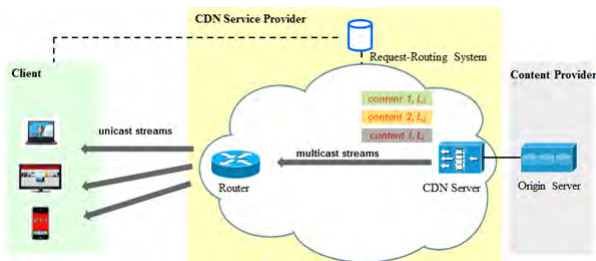 CDN Service Provider
Request-Routing System
Client
Content Provider
content 1, L
content 2, L
content I, L
unicast streams
multicast streams
Router
CDN Server
Origin Server